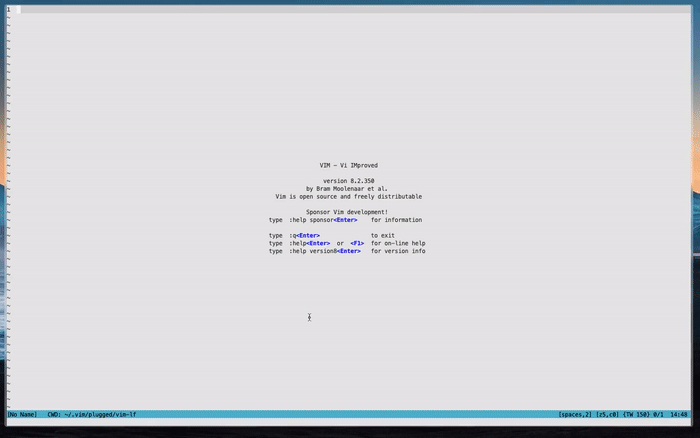 1
VIM - Vi IMproved
version 8.2.350
by Bram Moolenaar et al.
Vim is open source and freely distributable
Sponsor Vim development!
type :help sponsor<Enter> for information
type :q<Enter> to exit
type :help<Enter> or <F1> for on-line help
type :help version8<Enter> for version info
[No Name] CWD: ~/.vim/plugged/vim-lf [spaces,2] [z5,c0] {TW 150} 0/1 14:48